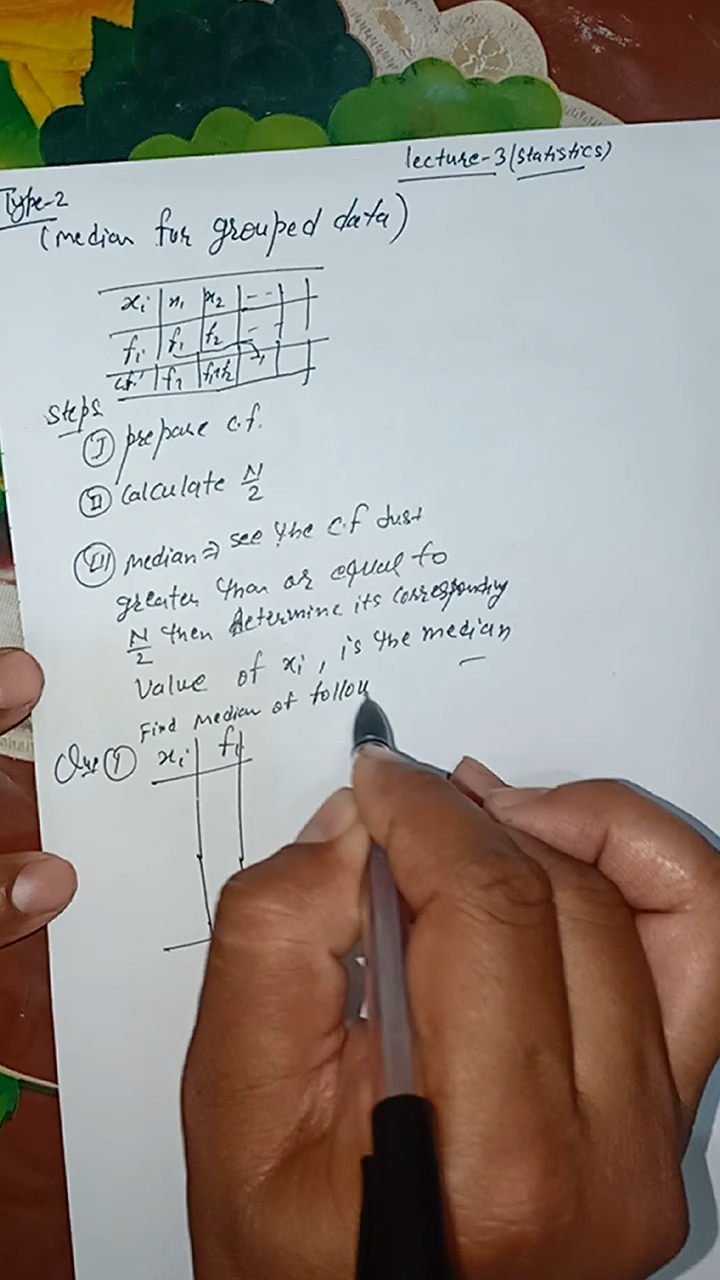 lecture-3(statistics)
Type-2
(median for grouped data)
xi x1 x2 - -
fi f1 f2 - -
cf. f1 f1+f2
steps
(I) prepare c.f.
(II) calculate N/2
(III) median ⇒ see the c.f Just
greater than or equal to
N/2 then determine its corresponding
value of xi, is the median
Find median of follow
Que (1) xi fi